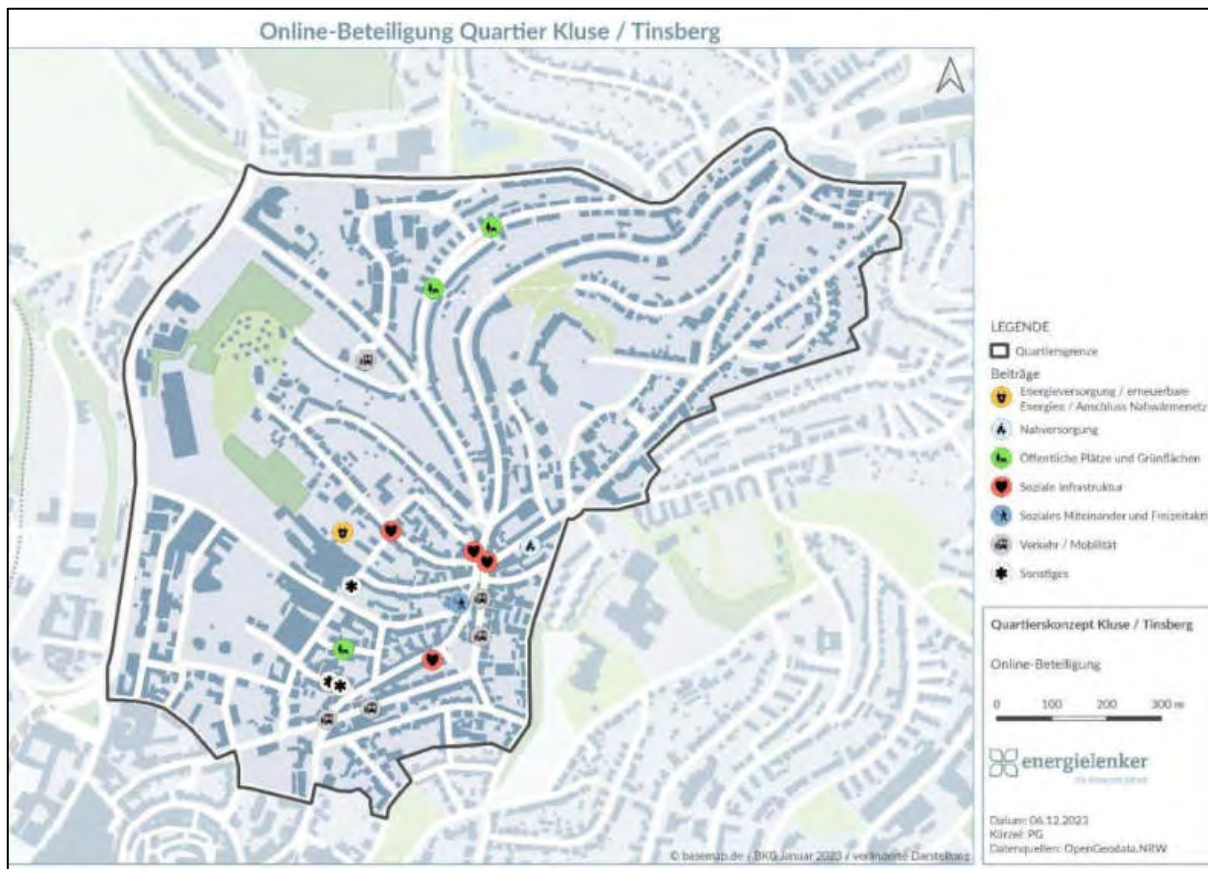 Online-Beteiligung Quartier Kluse / Tinsberg
LEGENDE
Quartiersgrenze
Beiträge
Energieversorgung / erneuerbare
Energien / Anschluss Nahwärmenetz
Nahversorgung
Öffentliche Plätze und Grünflächen
Soziale Infrastruktur
Soziales Miteinander und Freizeitakti
Verkehr / Mobilität
Sonstiges
Quartierskonzept Kluse / Tinsberg
Online-Beteiligung
0 100 200 300 m
energielenker
Datum: 06.12.2023
Kürzel: PG
Datenquellen: OpenGeodata.NRW
© basemap.de / BKG Januar 2023 / veränderte Darstellung